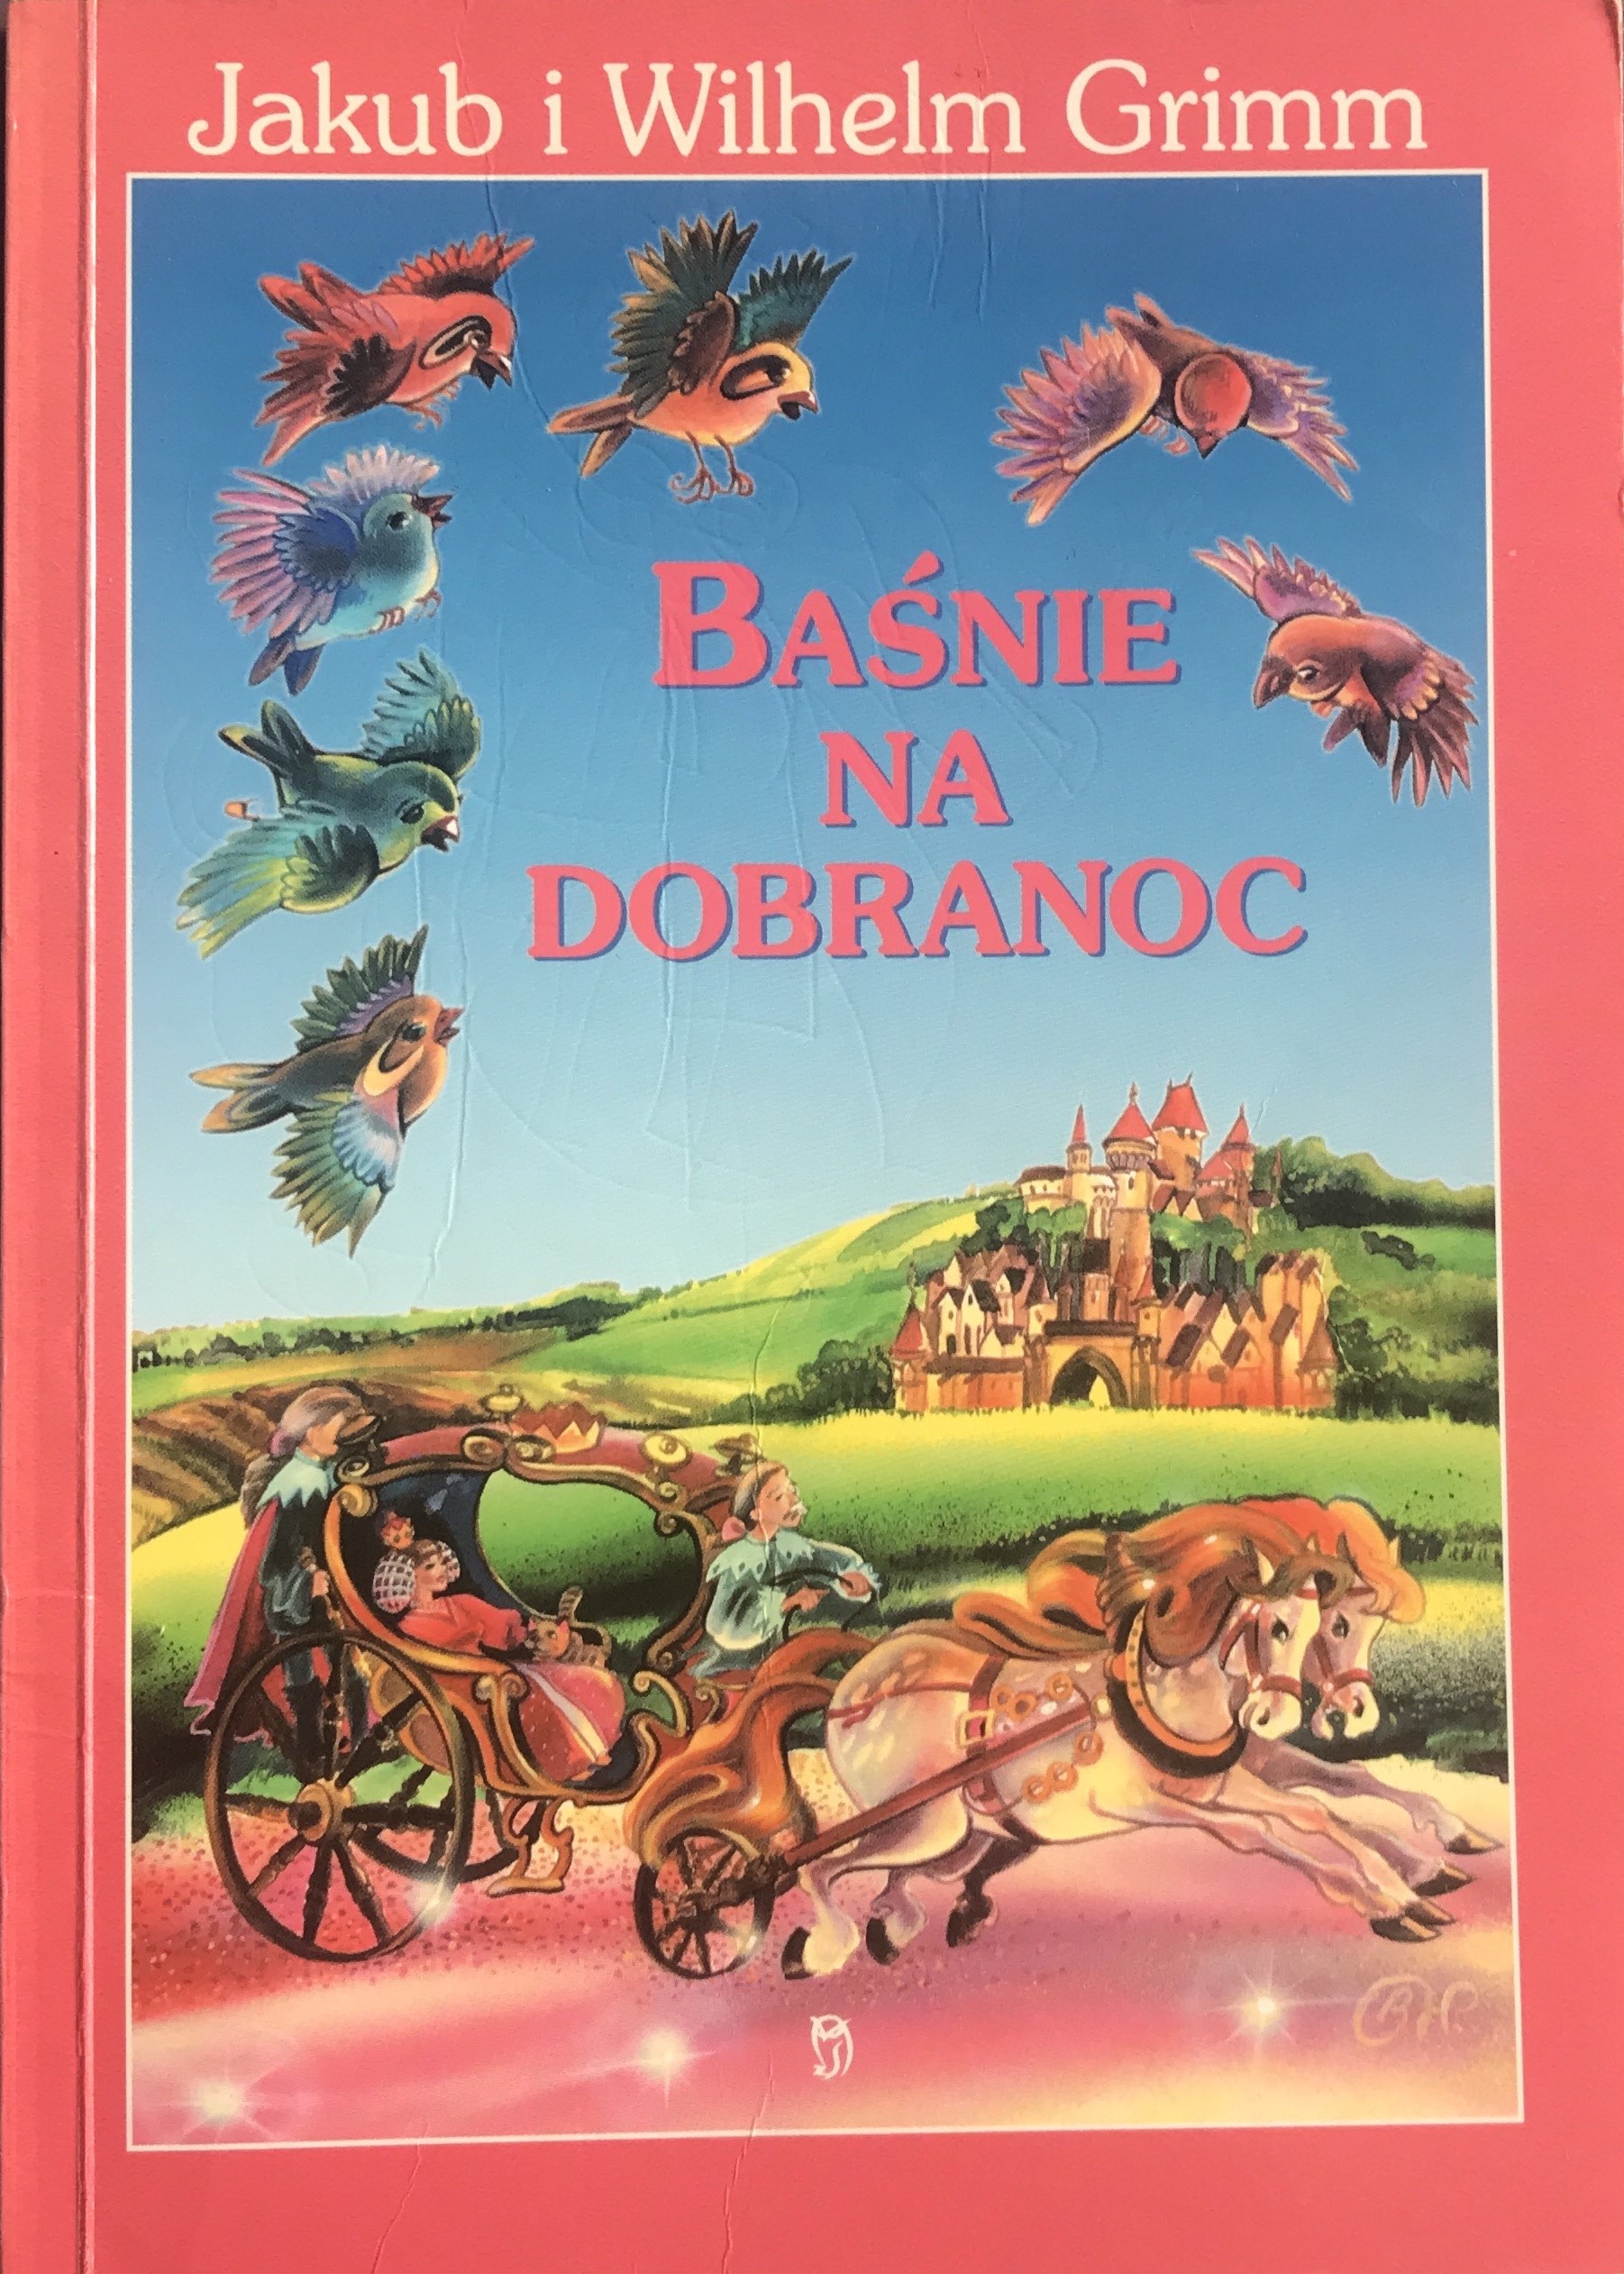 Jakub i Wilhelm Grimm
BAŚNIE
NA
DOBRANOC